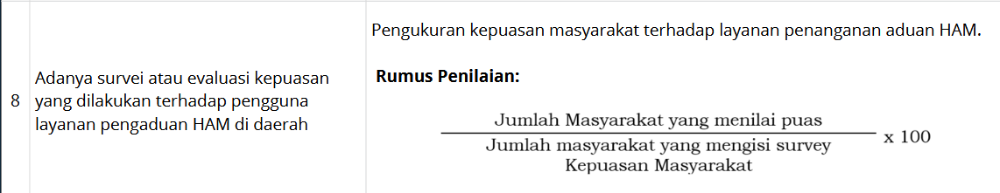 8
Adanya survei atau evaluasi kepuasan
yang dilakukan terhadap pengguna
layanan pengaduan HAM di daerah
Pengukuran kepuasan masyarakat terhadap layanan penanganan aduan HAM.
Rumus Penilaian:
Jumlah Masyarakat yang menilai puas
Jumlah masyarakat yang mengisi survey
Kepuasan Masyarakat
x 100